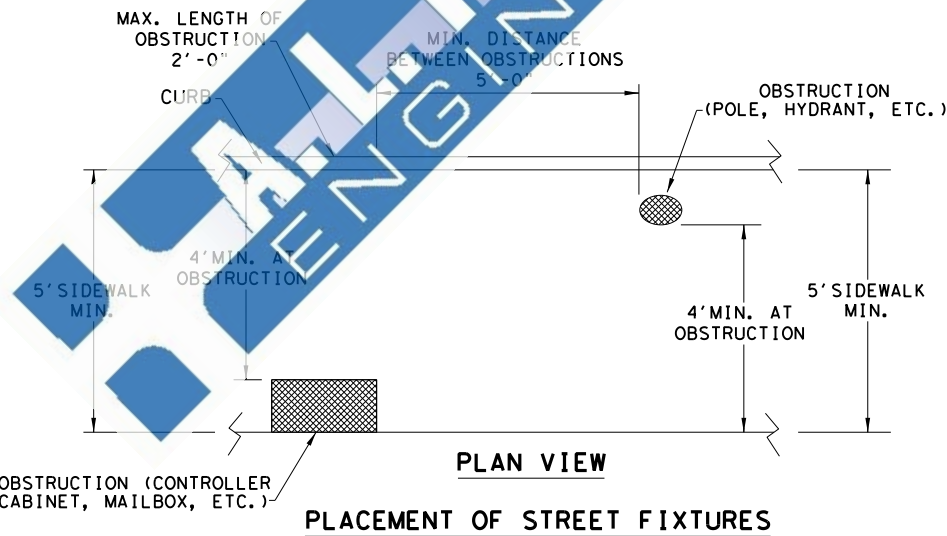 MAX. LENGTH OF
OBSTRUCTION
2'-0"
CURB
MIN. DISTANCE
BETWEEN OBSTRUCTIONS
5'-0"
OBSTRUCTION
(POLE, HYDRANT, ETC.)
4'MIN. AT
OBSTRUCTION
5'SIDEWALK
MIN.
4'MIN. AT
OBSTRUCTION
5'SIDEWALK
MIN.
OBSTRUCTION (CONTROLLER
CABINET, MAILBOX, ETC.)
PLAN VIEW
PLACEMENT OF STREET FIXTURES
A.I.
ENGIN